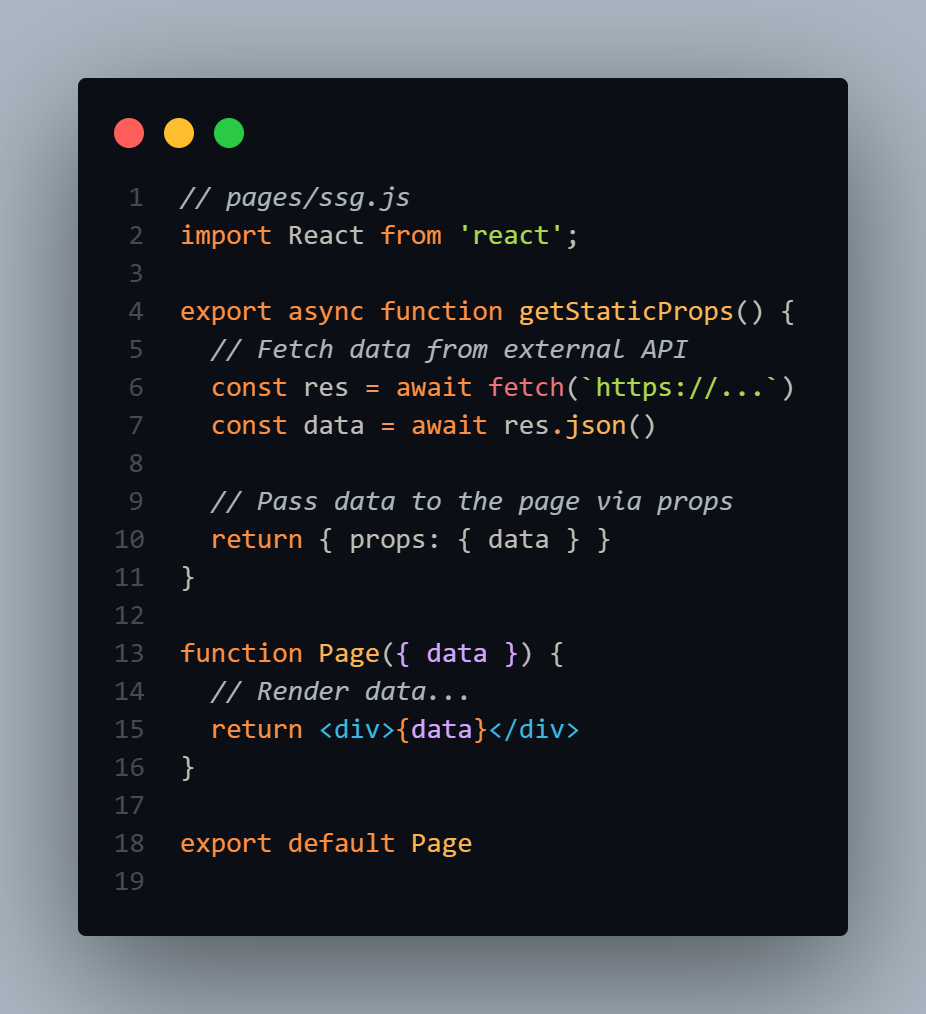 1 // pages/ssg.js
2 import React from 'react';
3
4 export async function getStaticProps() {
5   // Fetch data from external API
6   const res = await fetch(`https://...`)
7   const data = await res.json()
8
9   // Pass data to the page via props
10   return { props: { data } }
11 }
12
13 function Page({ data }) {
14   // Render data...
15   return <div>{data}</div>
16 }
17
18 export default Page
19